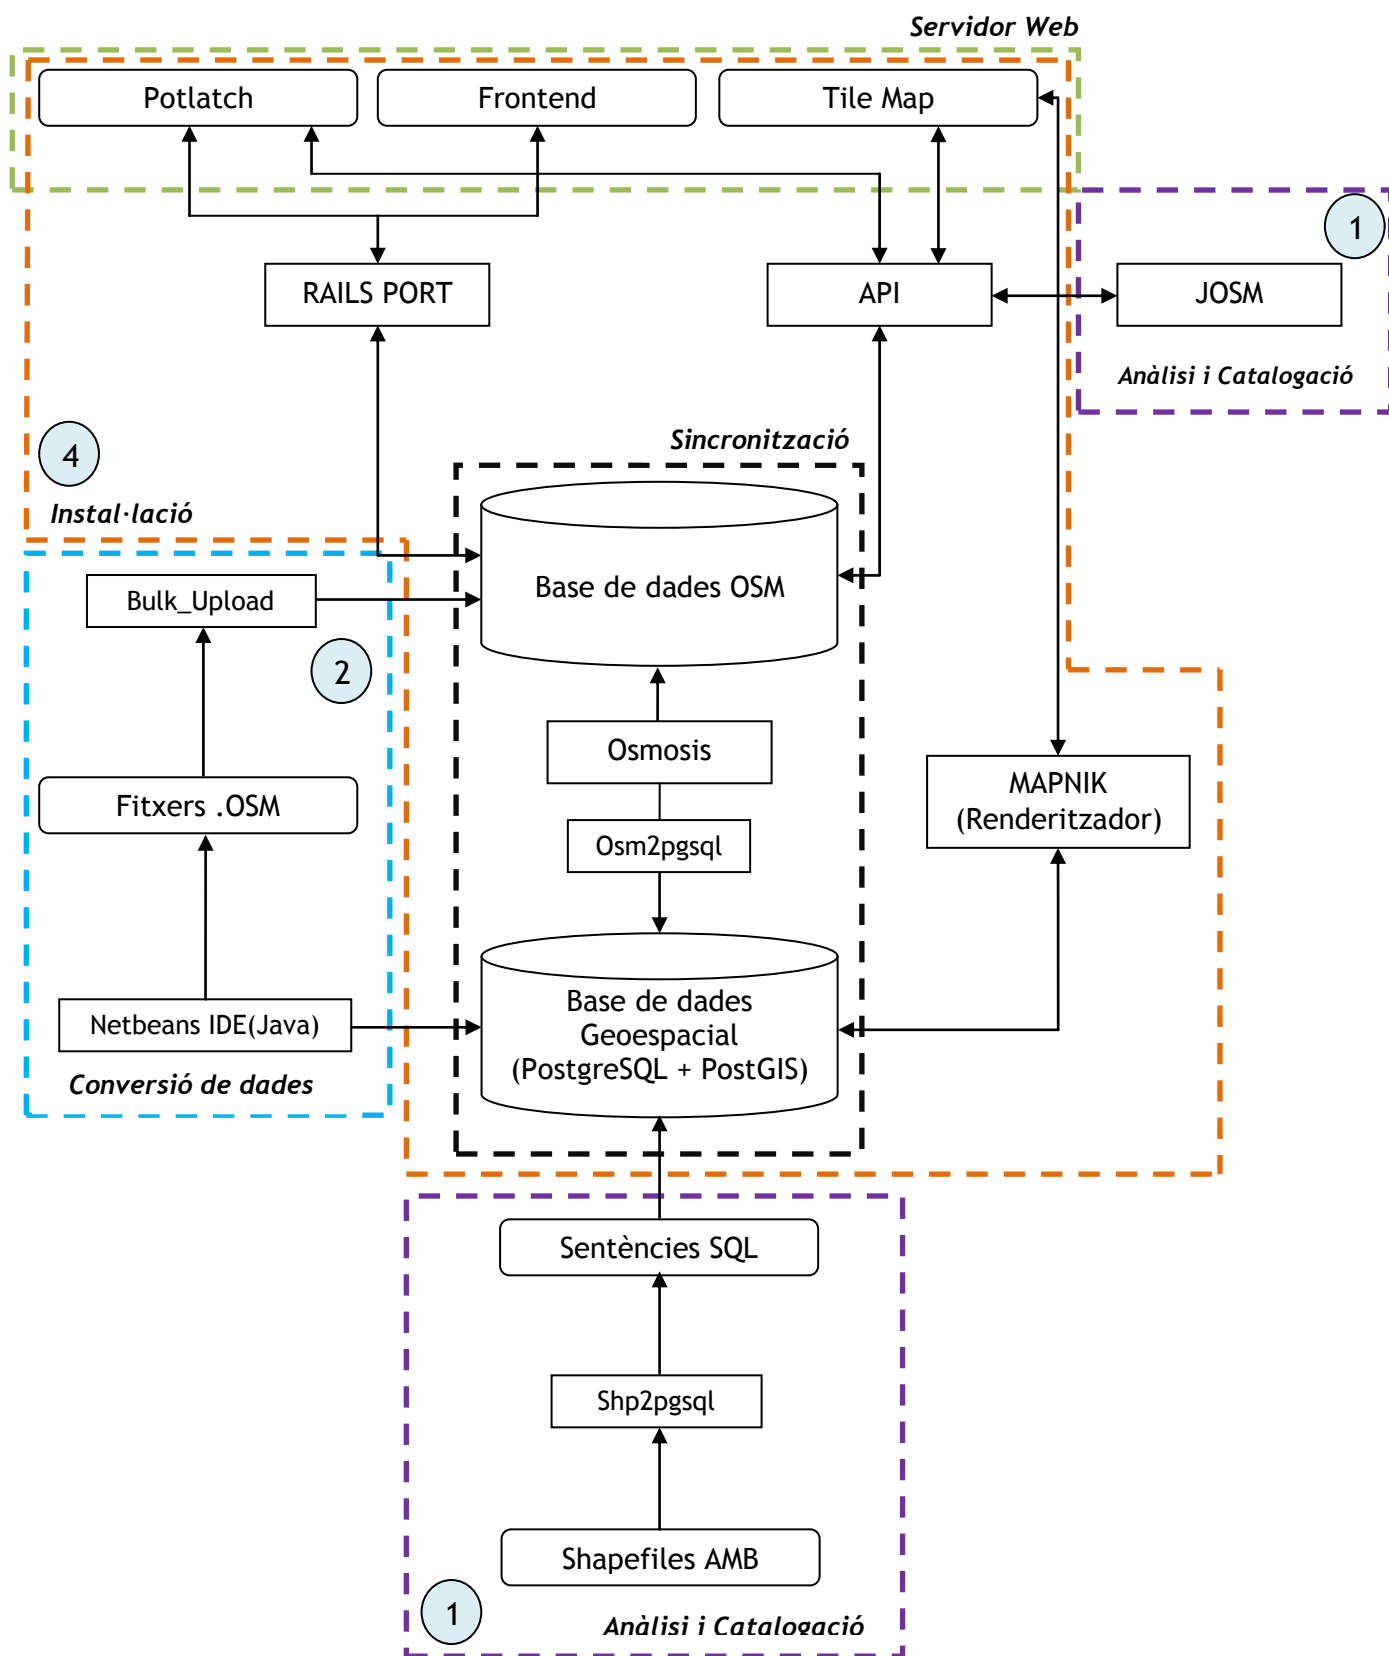 Servidor Web
Potlatch
Frontend
Tile Map
1
RAILS PORT
API
JOSM
Anàlisi i Catalogació
4
Sincronització
Instal·lació
Base de dades OSM
Bulk_Upload
2
Osmosis
Fitxers .OSM
MAPNIK
(Renderitzador)
Osm2pgsql
Netbeans IDE(Java)
Base de dades
Geoespacial
(PostgreSQL + PostGIS)
Conversió de dades
Sentències SQL
Shp2pgsql
Shapefiles AMB
1
Anàlisi i Catalogació